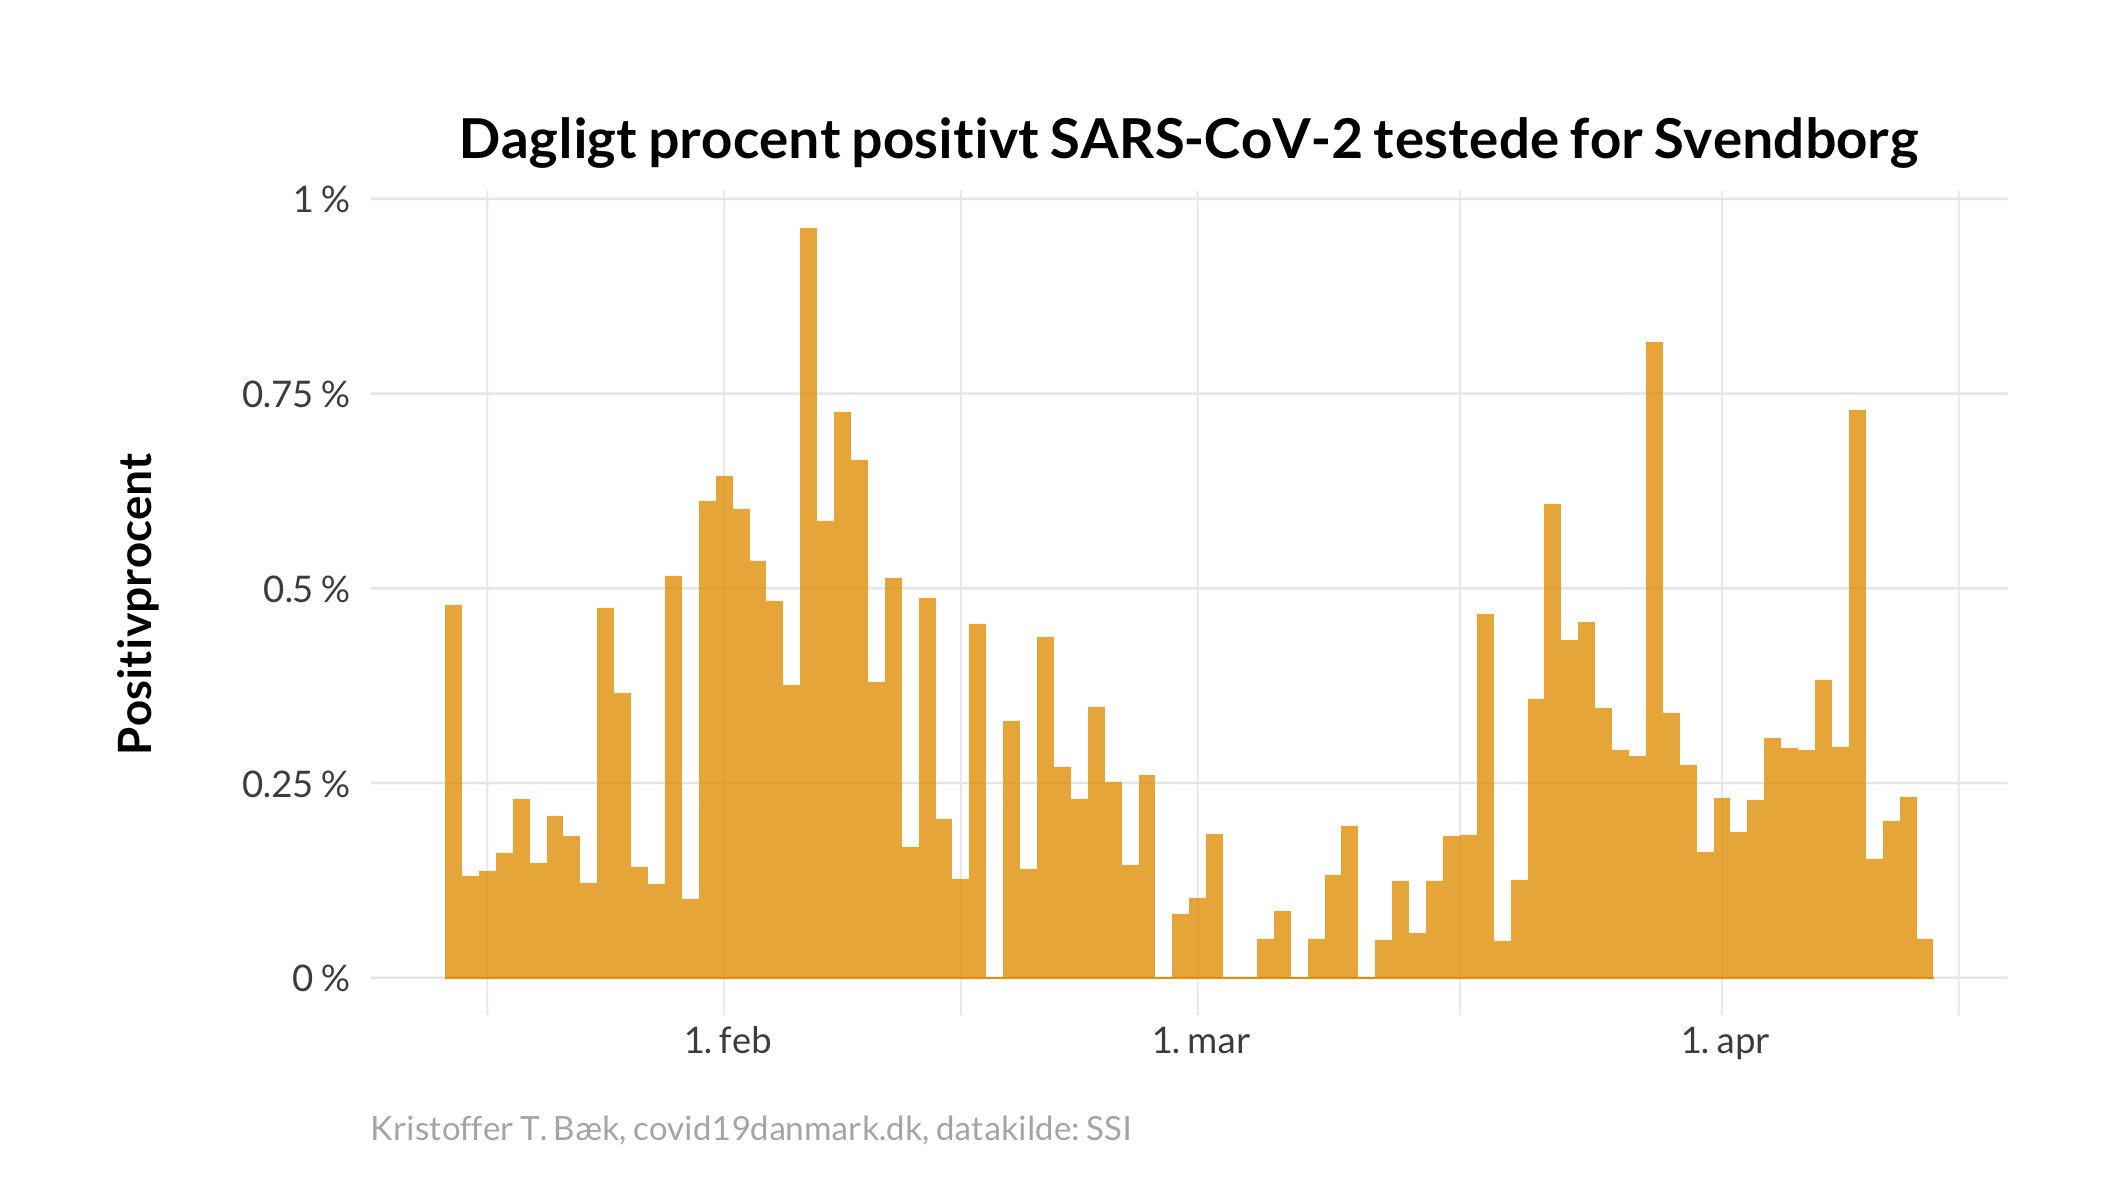 Dagligt procent positivt SARS-CoV-2 testede for Svendborg
Positivprocent
1 %
0.75 %
0.5 %
0.25 %
0 %
1. feb
1. mar
1. apr
Kristoffer T. Bæk, covid19danmark.dk, datakilde: SSI